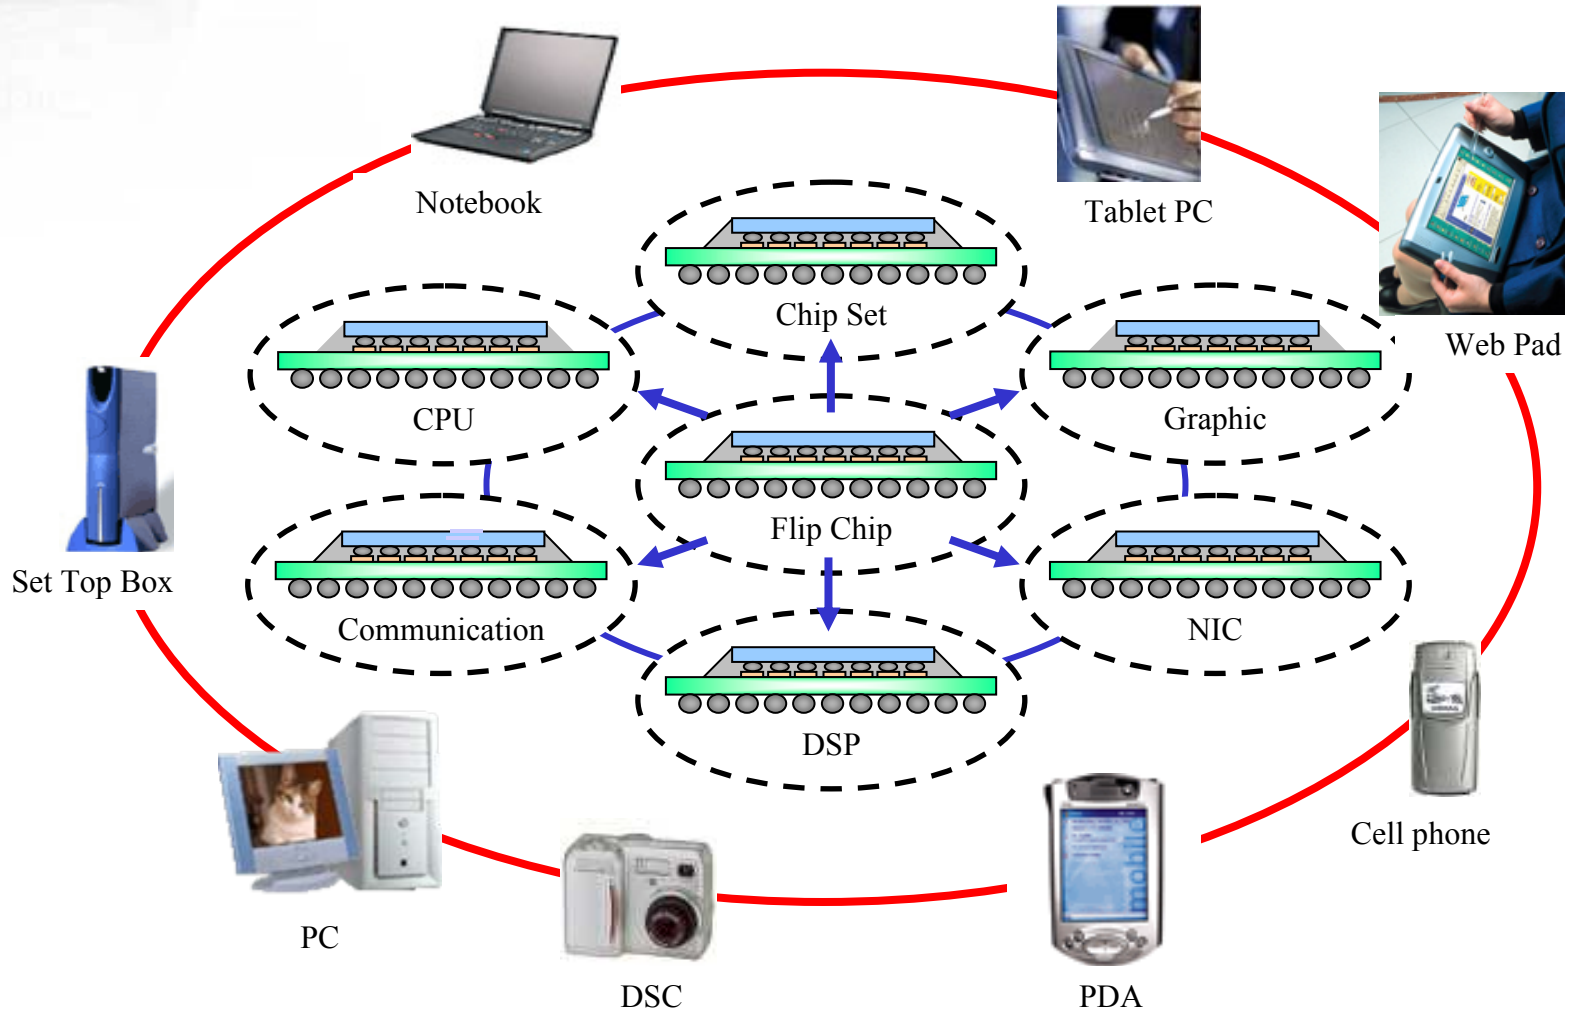 Notebook
Tablet PC
Web Pad
Chip Set
CPU
Graphic
Flip Chip
Set Top Box
Communication
NIC
DSP
Cell phone
PC
DSC
PDA